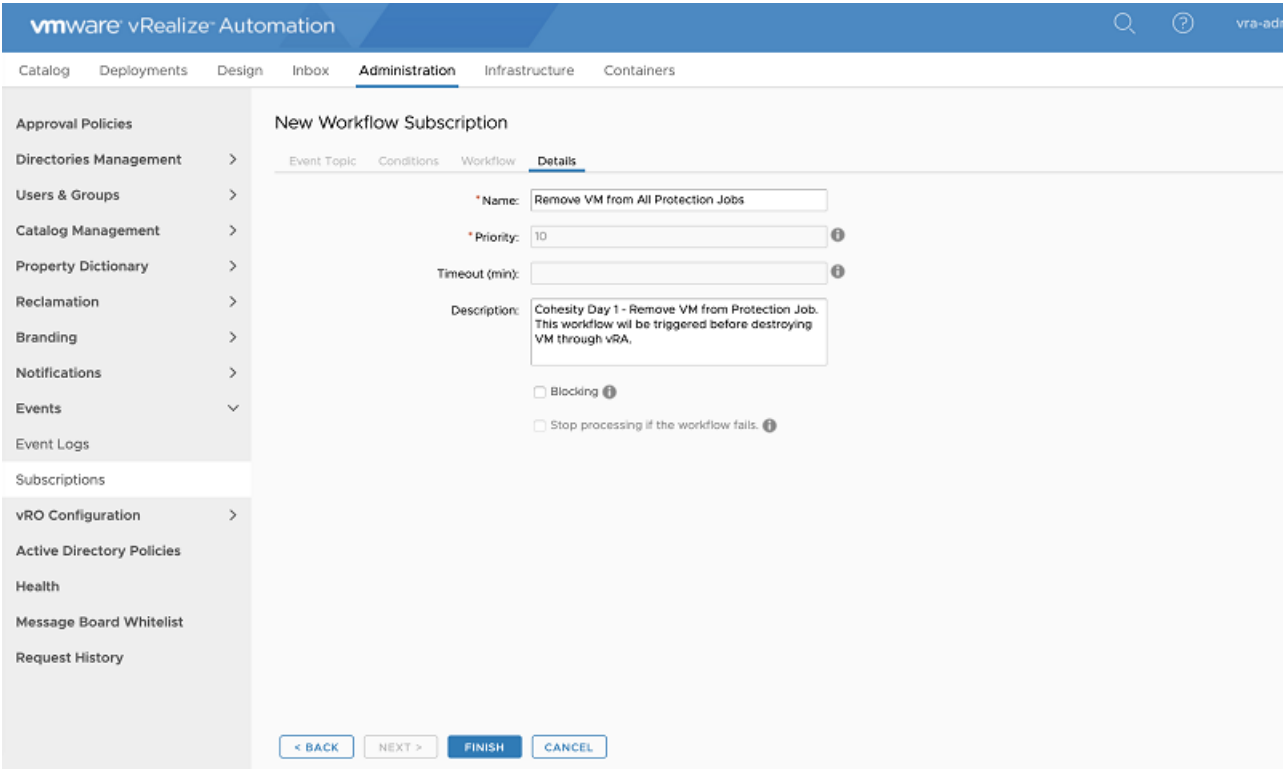 vmware vRealize Automation
vra-adm
Catalog Deployments Design Inbox Administration Infrastructure Containers
Approval Policies
Directories Management
Users & Groups
Catalog Management
Property Dictionary
Reclamation
Branding
Notifications
Events
Event Logs
Subscriptions
vRO Configuration
Active Directory Policies
Health
Message Board Whitelist
Request History
New Workflow Subscription
Event Topic Conditions Workflow Details
*Name: Remove VM from All Protection Jobs
*Priority: 10
Timeout (min):
Description: Cohesity Day 1 - Remove VM from Protection Job.
This workflow wil be triggered before destroying
VM through vRA.
Blocking
Stop processing if the workflow fails.
< BACK NEXT > FINISH CANCEL